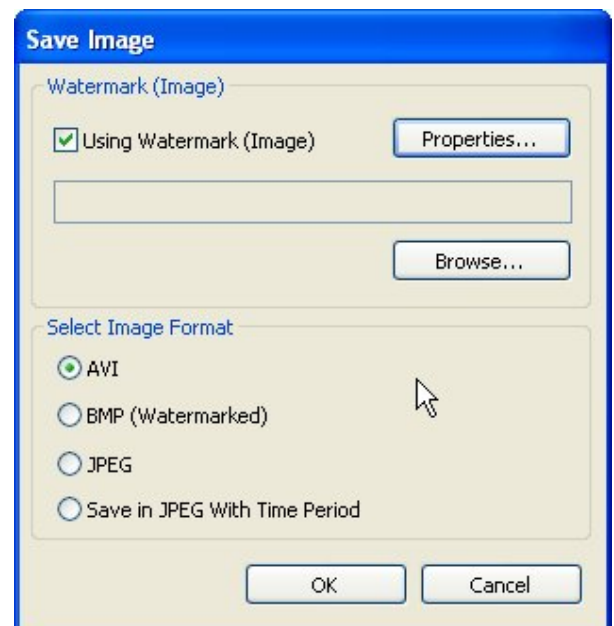 Save Image
Watermark (Image)
Using Watermark (Image) Properties...
Browse...
Select Image Format
AVI
BMP (Watermarked)
JPEG
Save in JPEG With Time Period
OK Cancel